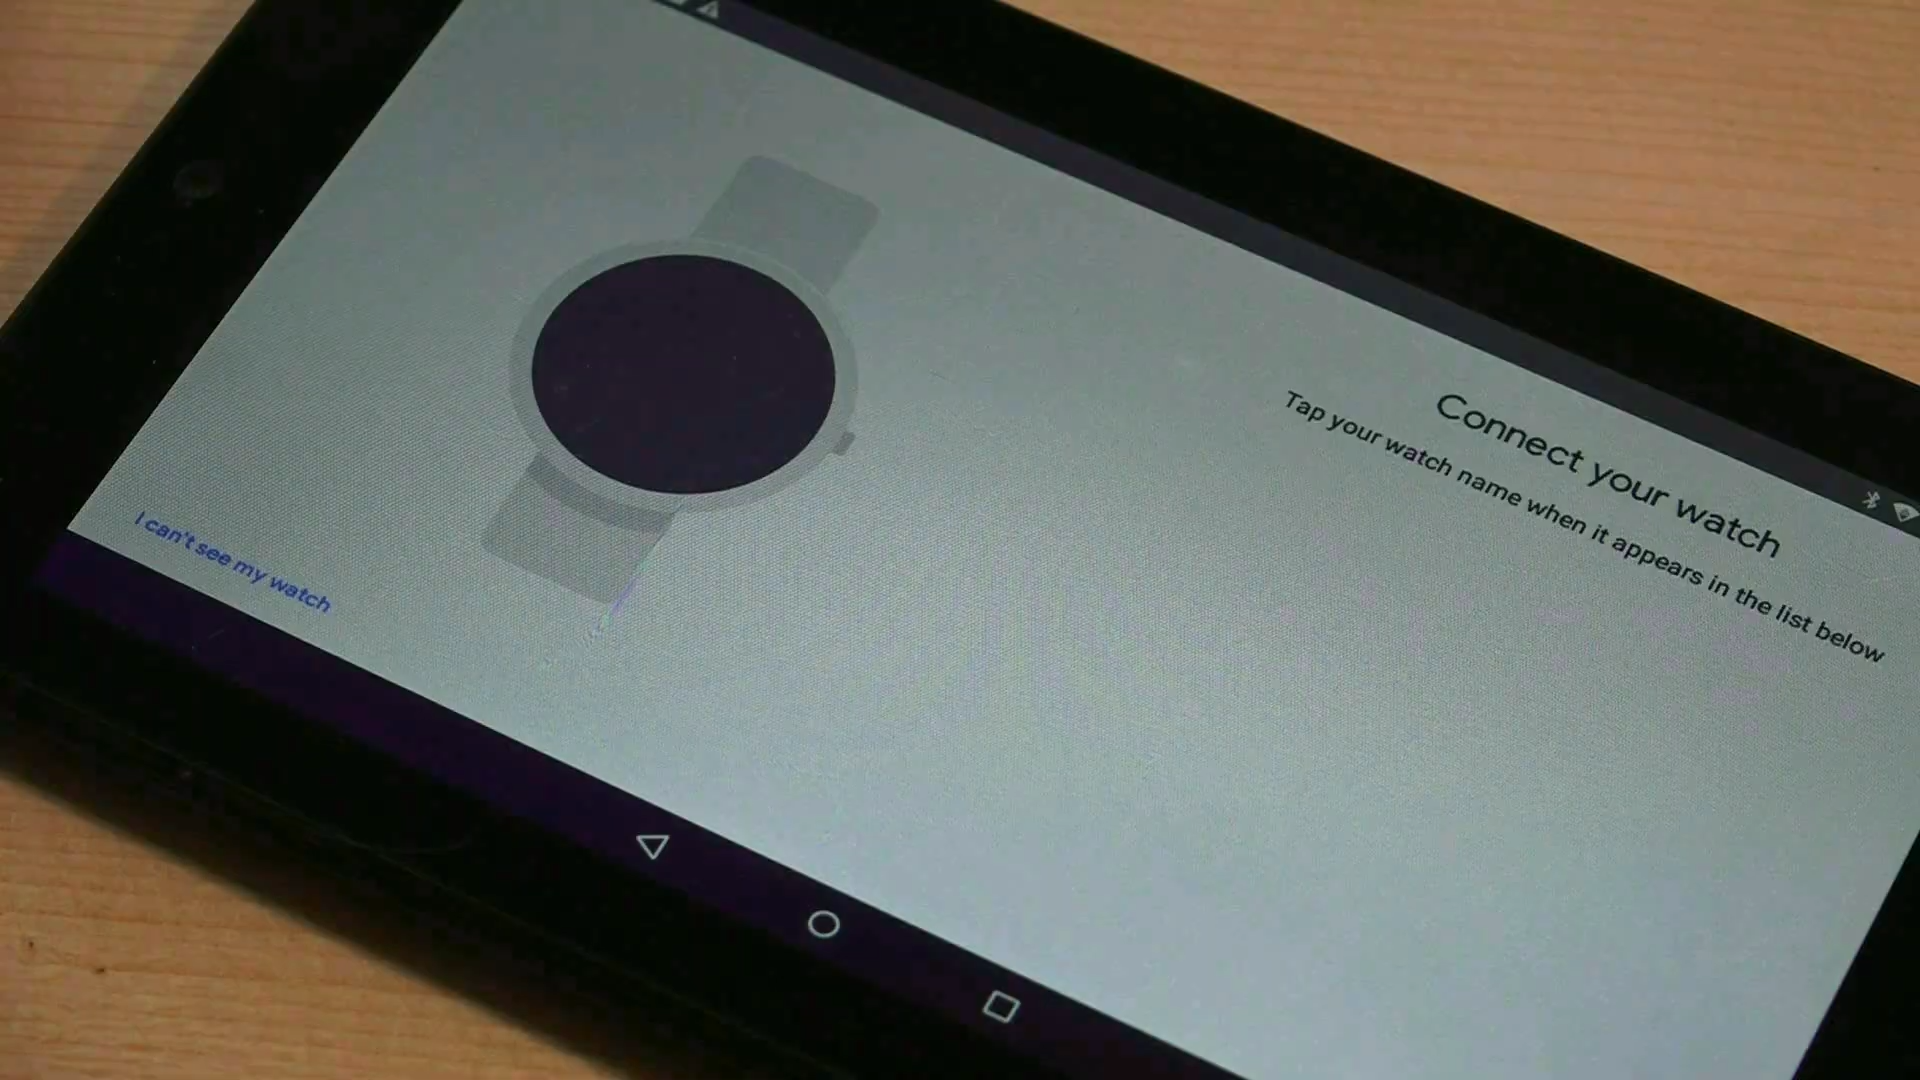 Connect your watch
Tap your watch name when it appears in the list below
I can't see my watch